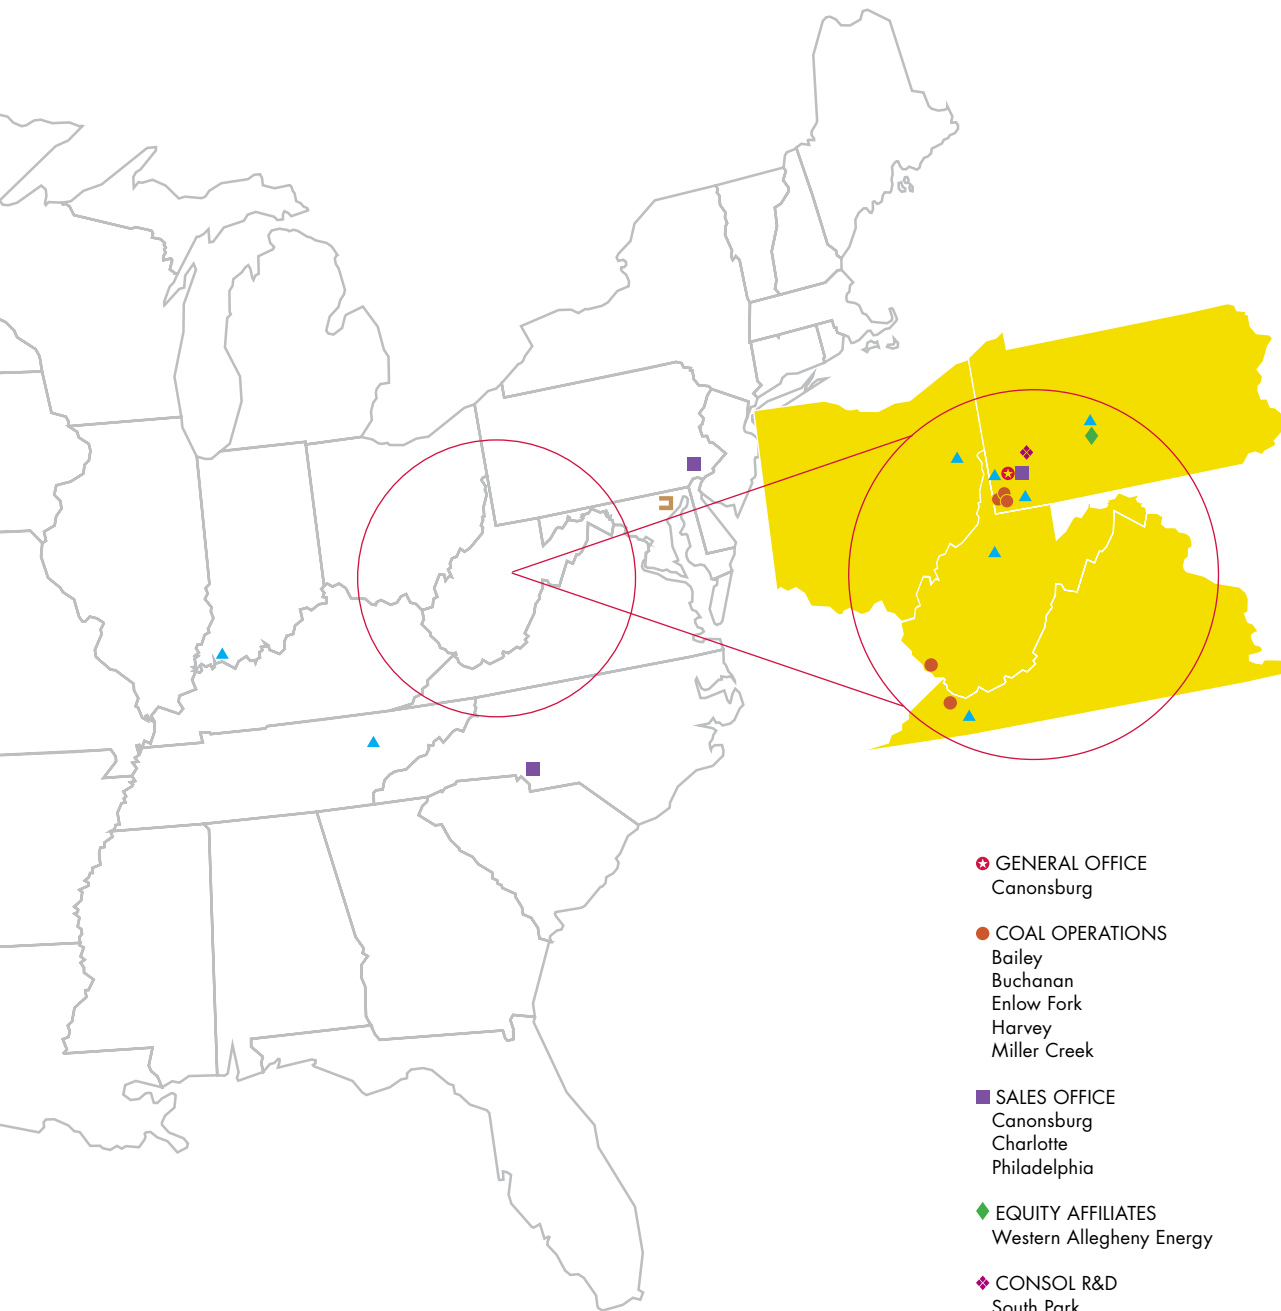 GENERAL OFFICE
Canonsburg
COAL OPERATIONS
Bailey
Buchanan
Enlow Fork
Harvey
Miller Creek
SALES OFFICE
Canonsburg
Charlotte
Philadelphia
EQUITY AFFILIATES
Western Allegheny Energy
CONSOL R&D
South Park